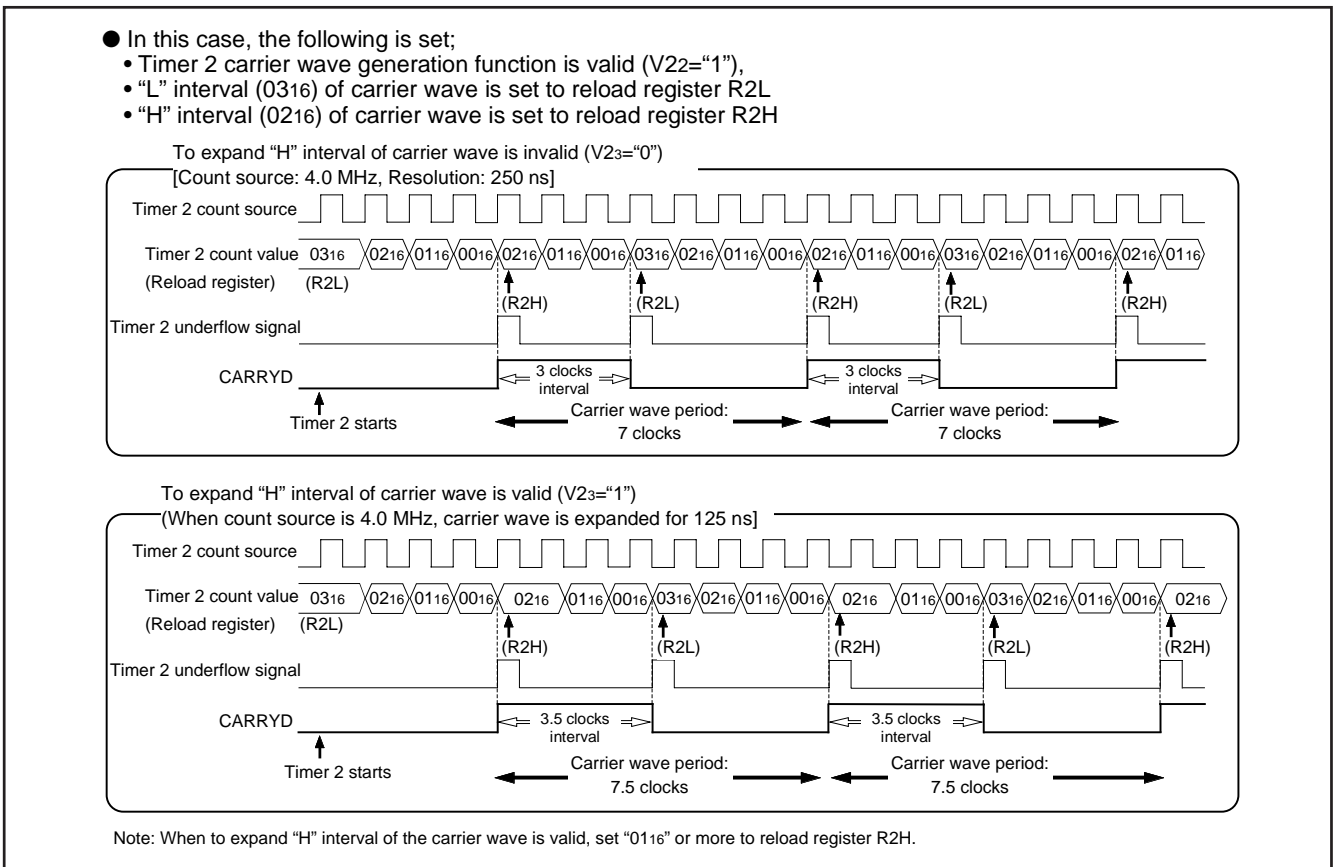 ● In this case, the following is set;
• Timer 2 carrier wave generation function is valid (V22=“1”),
• “L” interval (0316) of carrier wave is set to reload register R2L
• “H” interval (0216) of carrier wave is set to reload register R2H
To expand “H” interval of carrier wave is invalid (V23=“0”)
[Count source: 4.0 MHz, Resolution: 250 ns]
Timer 2 count source
Timer 2 count value 0316 0216 0116 0016 0216 0116 0016 0316 0216 0116 0016 0216 0116 0016 0316 0216 0116 0016 0216 0116
(Reload register) (R2L)
(R2H) (R2L) (R2H) (R2L) (R2H)
Timer 2 underflow signal
CARRYD
3 clocks interval
3 clocks interval
Timer 2 starts
Carrier wave period: 7 clocks
Carrier wave period: 7 clocks
To expand “H” interval of carrier wave is valid (V23=“1”)
(When count source is 4.0 MHz, carrier wave is expanded for 125 ns]
Timer 2 count source
Timer 2 count value 0316 0216 0116 0016 0216 0116 0016 0316 0216 0116 0016 0216 0116 0016 0316 0216 0116 0016 0216
(Reload register) (R2L)
(R2H) (R2L) (R2H) (R2L) (R2H)
Timer 2 underflow signal
CARRYD
3.5 clocks interval
3.5 clocks interval
Timer 2 starts
Carrier wave period: 7.5 clocks
Carrier wave period: 7.5 clocks
Note: When to expand “H” interval of the carrier wave is valid, set “0116” or more to reload register R2H.